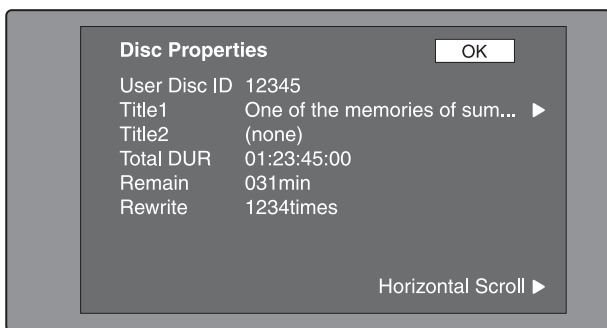 Disc Properties OK
User Disc ID 12345
Title1 One of the memories of sum... ▶
Title2 (none)
Total DUR 01:23:45:00
Remain 031min
Rewrite 1234times
Horizontal Scroll ▶